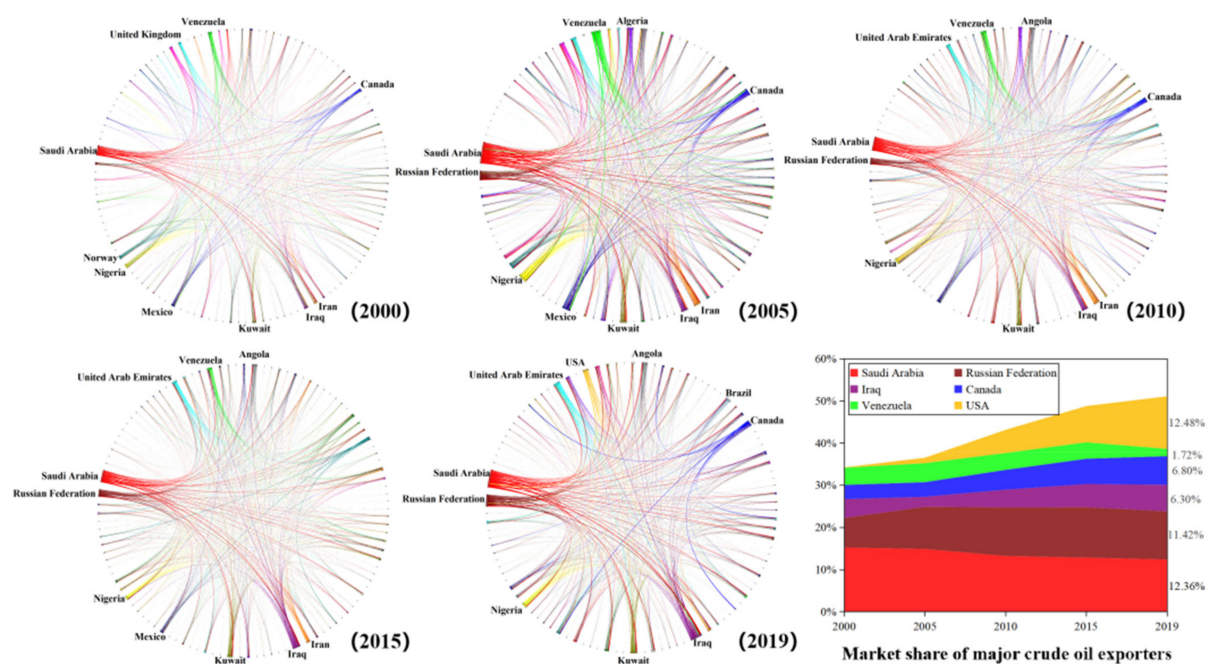 Venezuela
United Kingdom
Canada
Saudi Arabia
Norway
Nigeria
Mexico
Kuwait
Iraq
Iran
(2000)
Venezuela
Algeria
Canada
Saudi Arabia
Russian Federation
Nigeria
Mexico
Kuwait
Iraq
Iran
(2005)
Venezuela
Angola
United Arab Emirates
Canada
Saudi Arabia
Russian Federation
Nigeria
Kuwait
Iraq
Iran
(2010)
Venezuela
Angola
United Arab Emirates
Saudi Arabia
Russian Federation
Nigeria
Mexico
Kuwait
Iraq
Iran
(2015)
USA
Angola
United Arab Emirates
Brazil
Canada
Saudi Arabia
Russian Federation
Nigeria
Kuwait
Iraq
(2019)
60%
50%
40%
30%
20%
10%
0%
Saudi Arabia
Russian Federation
Iraq
Canada
Venezuela
USA
12.48%
1.72%
6.80%
6.30%
11.42%
12.36%
2000 2005 2010 2015 2019
Market share of major crude oil exporters